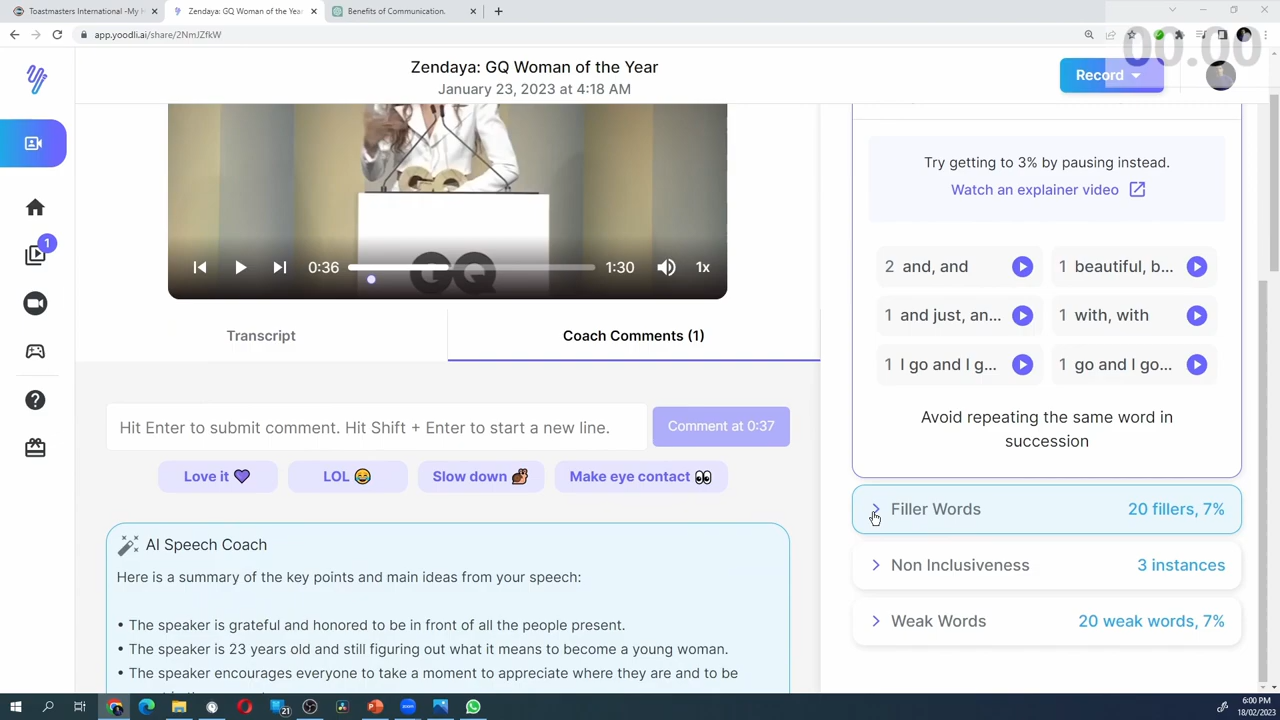 Toastmasters International -My H
Zendaya: GQ Woman of the Year
Benefits of Communication.
app.yoodli.ai/share/2NmJZfkW
00.00
Zendaya: GQ Woman of the Year
January 23, 2023 at 4:18 AM
Record
1
GQ
0:36
1:30
1x
Transcript
Coach Comments (1)
Hit Enter to submit comment. Hit Shift + Enter to start a new line.
Comment at 0:37
Love it 💜
LOL 😂
Slow down 🐌
Make eye contact 👀
AI Speech Coach
Here is a summary of the key points and main ideas from your speech:
• The speaker is grateful and honored to be in front of all the people present.
• The speaker is 23 years old and still figuring out what it means to become a young woman.
• The speaker encourages everyone to take a moment to appreciate where they are and to be
Try getting to 3% by pausing instead.
Watch an explainer video
2 and, and
1 beautiful, b...
1 and just, an...
1 with, with
1 I go and I g...
1 go and I go...
Avoid repeating the same word in
succession
Filler Words
20 fillers, 7%
Non Inclusiveness
3 instances
Weak Words
20 weak words, 7%
21
6:00 PM
18/02/2023